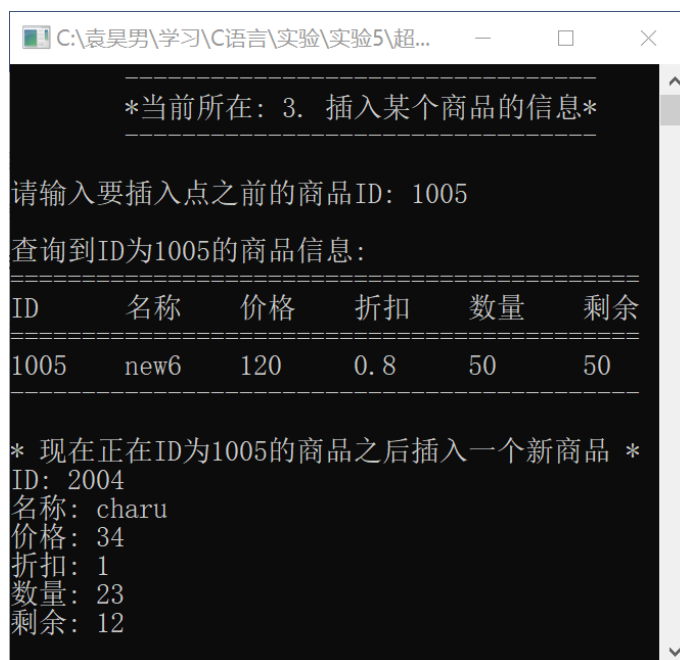 C:\袁昊男\学习\C语言\实验\实验5\超...
---------------------------------
*当前所在: 3. 插入某个商品的信息*
---------------------------------
请输入要插入点之前的商品ID: 1005
查询到ID为1005的商品信息:
============================================
ID 名称 价格 折扣 数量 剩余
============================================
1005 new6 120 0.8 50 50
--------------------------------------------
* 现在正在ID为1005的商品之后插入一个新商品 *
ID: 2004
名称: charu
价格: 34
折扣: 1
数量: 23
剩余: 12